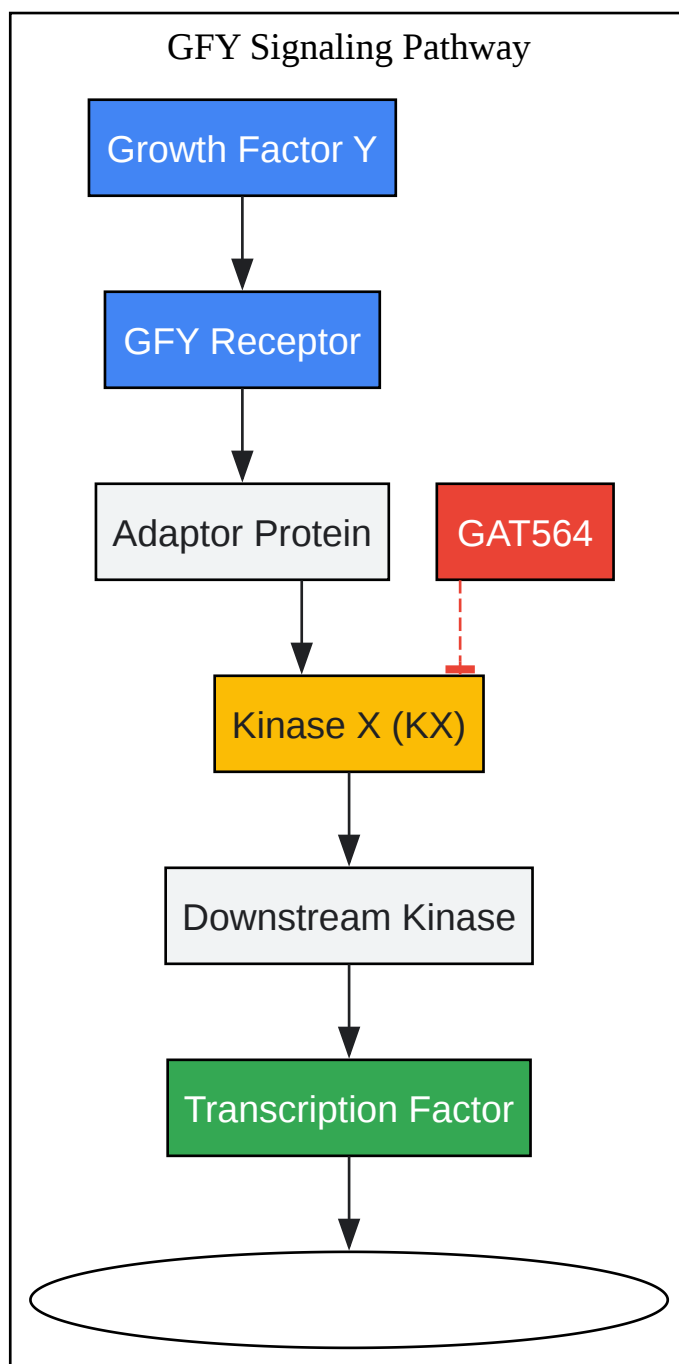 GFY Signaling Pathway
Growth Factor Y
GFY Receptor
Adaptor Protein
GAT564
Kinase X (KX)
Downstream Kinase
Transcription Factor